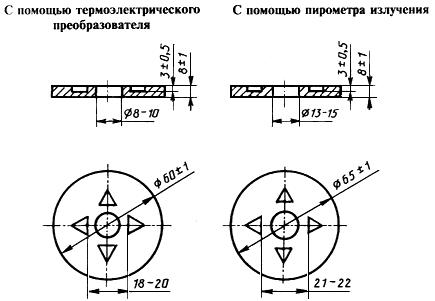 С помощью термоэлектрического
преобразователя
С помощью пирометра излучения
3±0,5
8±1
Ø8-10
3±0,5
8±1
Ø13-15
Ø60±1
18-20
Ø65±1
21-22